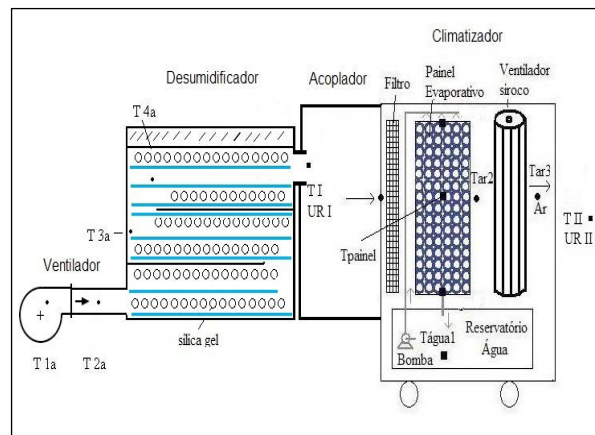 Climatizador
Desumidificador
Acoplador
Filtro
Painel
Evaporativo
Ventilador
siroco
T 4a
T I
UR I
Tar2
Tar3
Ar
T II
UR II
Tpainel
T 3a
Ventilador
+
sílica gel
T 1a
T 2a
Tágua1
Bomba
Reservatório
Água